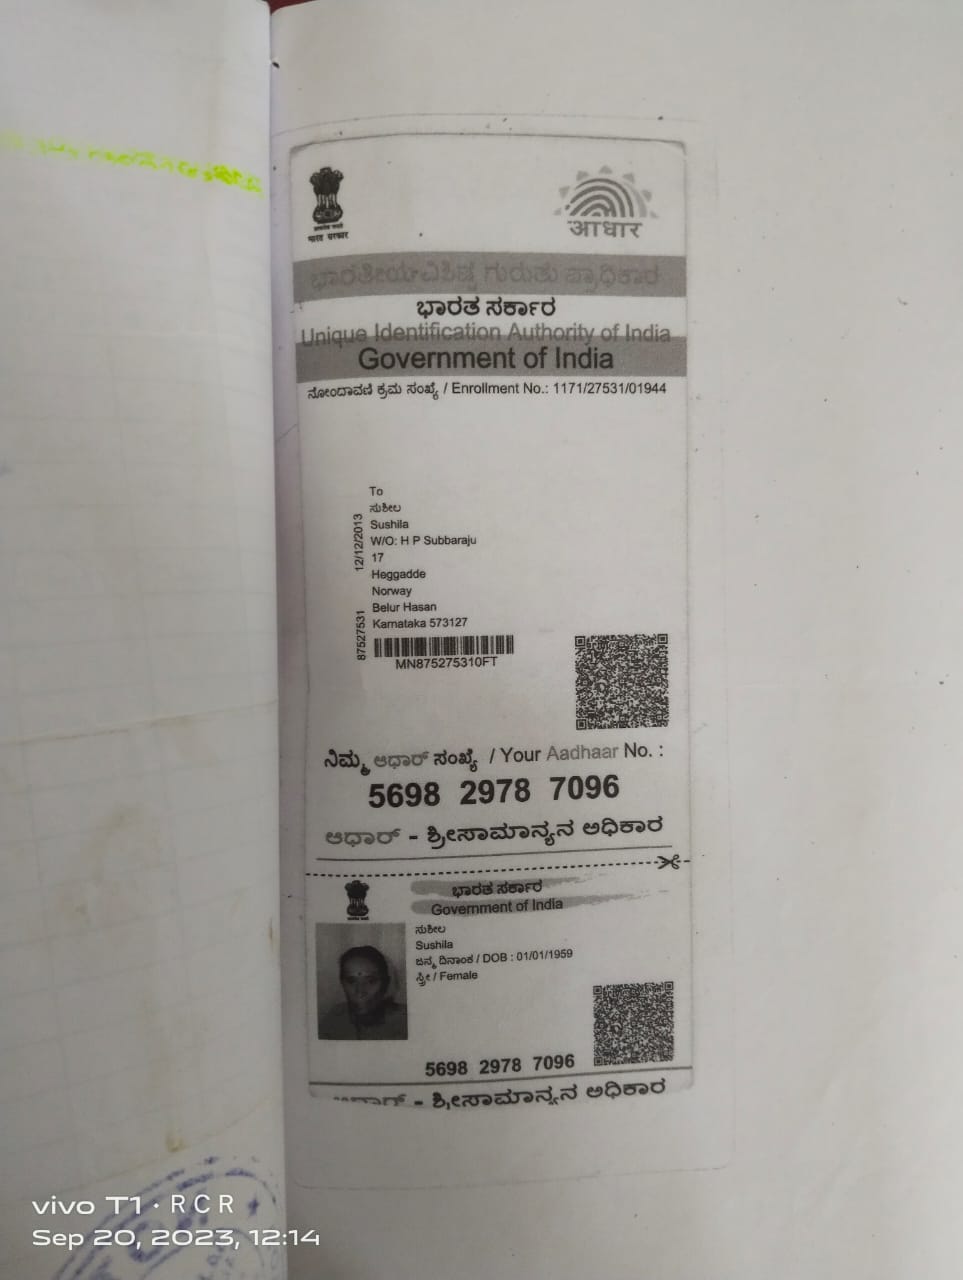 भारत सरकार
आधार
ಭಾರತೀಯ ವಿಶಿಷ್ಟ ಗುರುತು ಪ್ರಾಧಿಕಾರ
ಭಾರತ ಸರ್ಕಾರ
Unique Identification Authority of India
Government of India
ನೋಂದಾವಣಿ ಕ್ರಮ ಸಂಖ್ಯೆ / Enrollment No.: 1171/27531/01944
To
ಸುಶೀಲ
Sushila
W/O: H P Subbaraju
17
Heggadde
Norway
Belur Hasan
Karnataka 573127
12/12/2013
87527531
MN875275310FT
ನಿಮ್ಮ ಆಧಾರ್ ಸಂಖ್ಯೆ / Your Aadhaar No. :
5698 2978 7096
ಆಧಾರ್ - ಶ್ರೀಸಾಮಾನ್ಯನ ಅಧಿಕಾರ
ಭಾರತ ಸರ್ಕಾರ
Government of India
ಸುಶೀಲ
Sushila
ಜನ್ಮ ದಿನಾಂಕ / DOB : 01/01/1959
ಸ್ತ್ರೀ / Female
5698 2978 7096
- ಶ್ರೀಸಾಮಾನ್ಯನ ಅಧಿಕಾರ
vivo T1 · RCR
Sep 20, 2023, 12:14